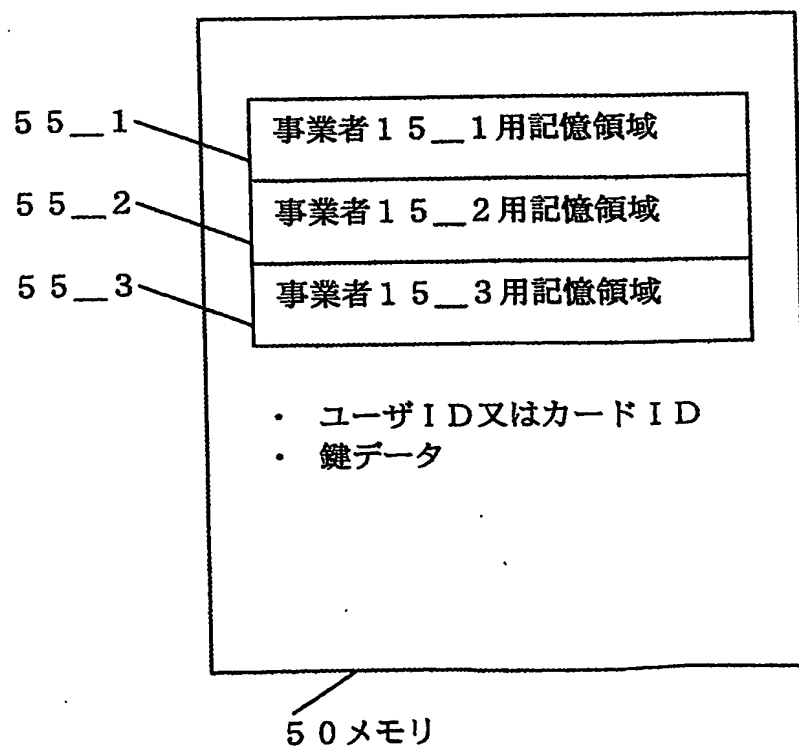 ５５＿１
事業者１５＿１用記憶領域
５５＿２
事業者１５＿２用記憶領域
５５＿３
事業者１５＿３用記憶領域
・ ユーザＩＤ又はカードＩＤ
・ 鍵データ
５０メモリ